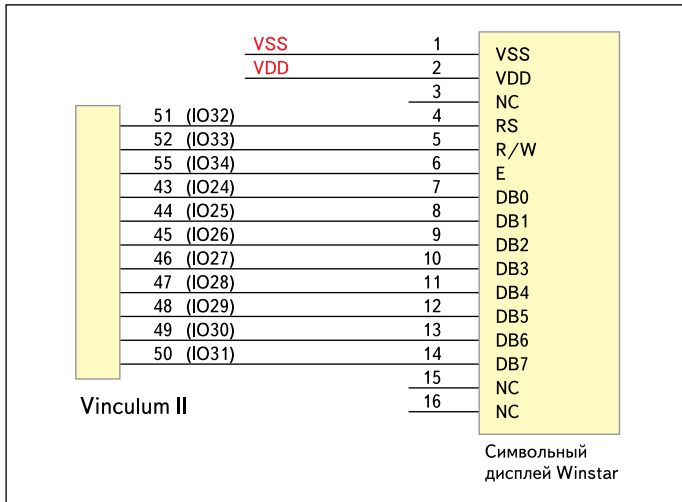 VSS 1 VSS
VDD 2 VDD
3 NC
51 (IO32) 4 RS
52 (IO33) 5 R/W
55 (IO34) 6 E
43 (IO24) 7 DB0
44 (IO25) 8 DB1
45 (IO26) 9 DB2
46 (IO27) 10 DB3
47 (IO28) 11 DB4
48 (IO29) 12 DB5
49 (IO30) 13 DB6
50 (IO31) 14 DB7
15 NC
16 NC
Vinculum II
Символьный
дисплей Winstar